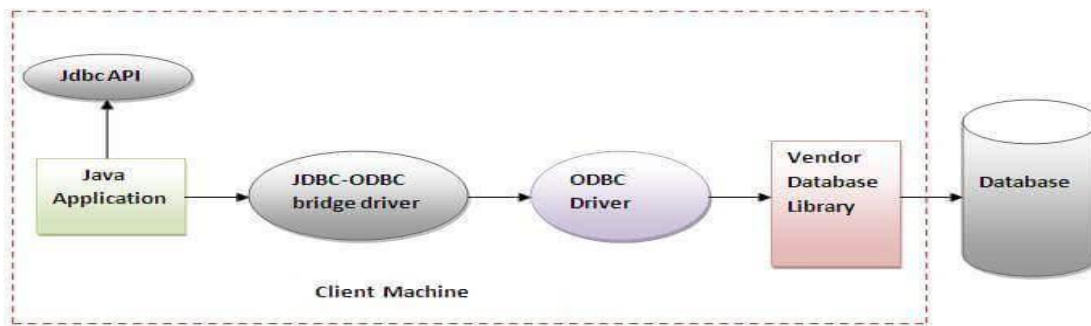 Jdbc API
Java
Application
JDBC-ODBC
bridge driver
ODBC
Driver
Vendor
Database
Library
Database
Client Machine